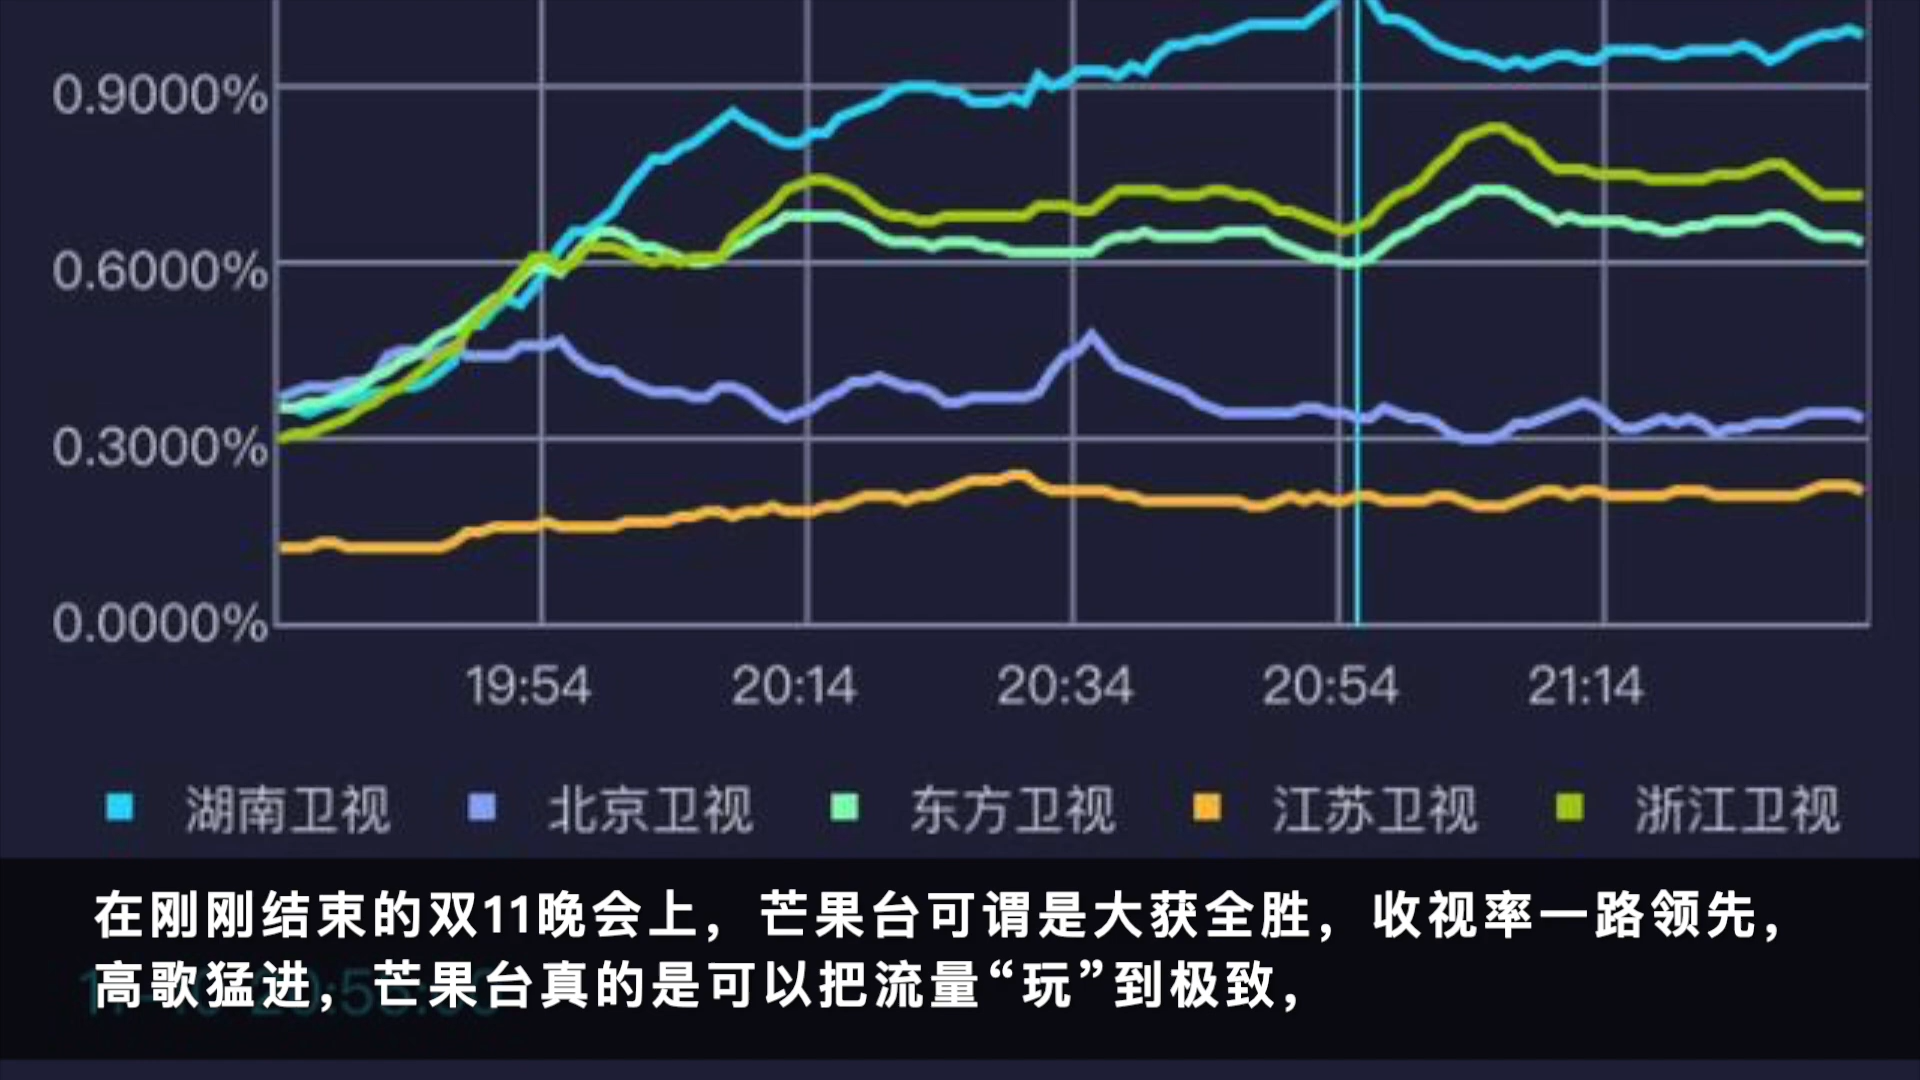 0.9000%
0.6000%
0.3000%
0.0000%
19:54 20:14 20:34 20:54 21:14
湖南卫视 北京卫视 东方卫视 江苏卫视 浙江卫视
在刚刚结束的双11晚会上，芒果台可谓是大获全胜，收视率一路领先，
高歌猛进，芒果台真的是可以把流量“玩”到极致，